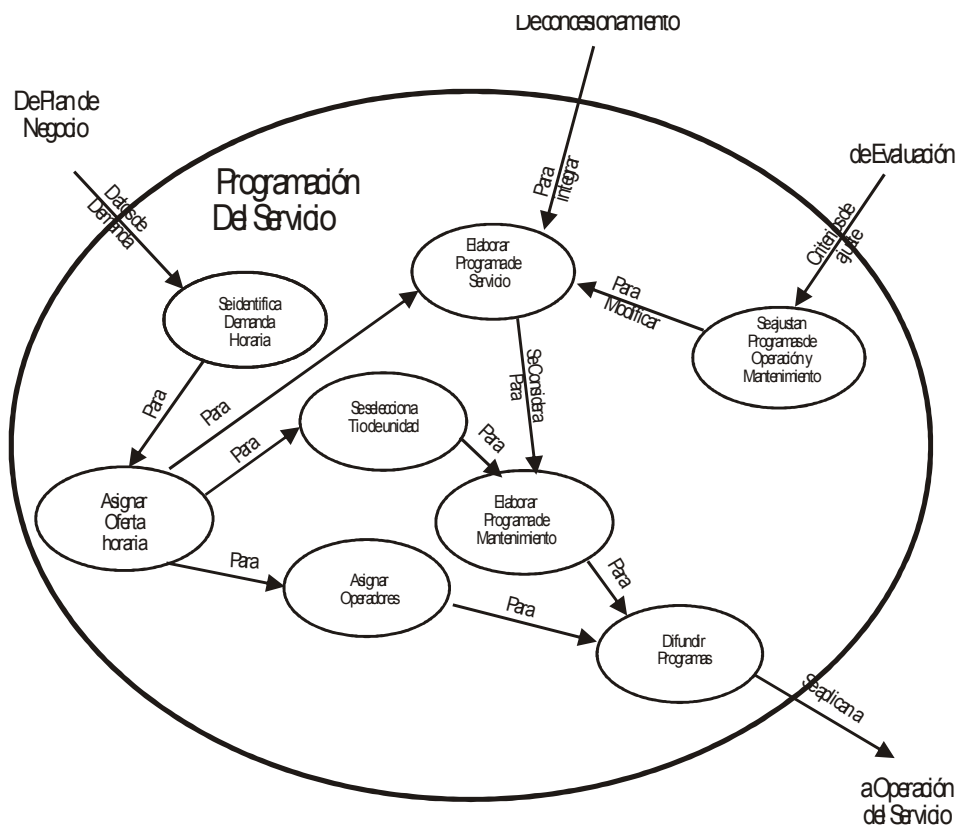 De concesionamiento
De Plan de
Negocio
de Evaluación
Programación
Del Servicio
Datos de
Demanda
Para
integrar
Criterios de
ajuste
Elaborar
Programa de
Servicio
Se identifica
Demanda
Horaria
Para
Modificar
Se ajustan
Programas de
Operación y
Mantenimiento
Para
Para
Se Considera
Para
Se selecciona
Tio de unidad
Para
Para
Asignar
Oferta
horaria
Elaborar
Programa de
Mantenimiento
Para
Asignar
Operadores
Para
Para
Difundir
Programas
Se aplican a
a Operación
del Servicio